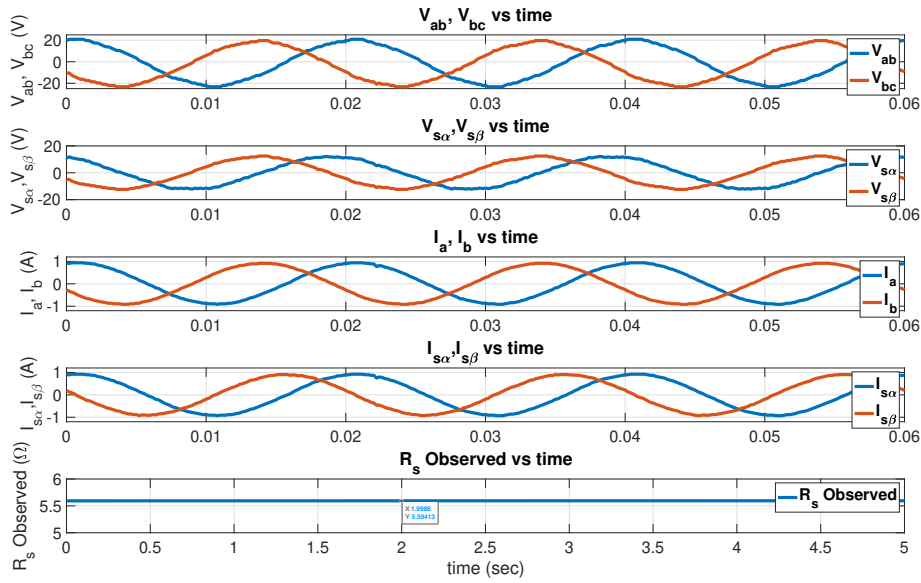 V_ab, V_bc vs time
V_ab, V_bc (V)
20
0
-20
V_ab
V_bc
0 0.01 0.02 0.03 0.04 0.05 0.06
V_sα,V_sβ vs time
V_sα,V_sβ (V)
20
0
-20
V_sα
V_sβ
0 0.01 0.02 0.03 0.04 0.05 0.06
I_a, I_b vs time
I_a, I_b (A)
1
0
-1
I_a
I_b
0 0.01 0.02 0.03 0.04 0.05 0.06
I_sα,I_sβ vs time
I_sα,I_sβ (A)
1
0
-1
I_sα
I_sβ
0 0.01 0.02 0.03 0.04 0.05 0.06
R_s Observed vs time
R_s Observed (Ω)
6
5.5
5
R_s Observed
X 1.9988
Y 5.59413
0 0.5 1 1.5 2 2.5 3 3.5 4 4.5 5
time (sec)